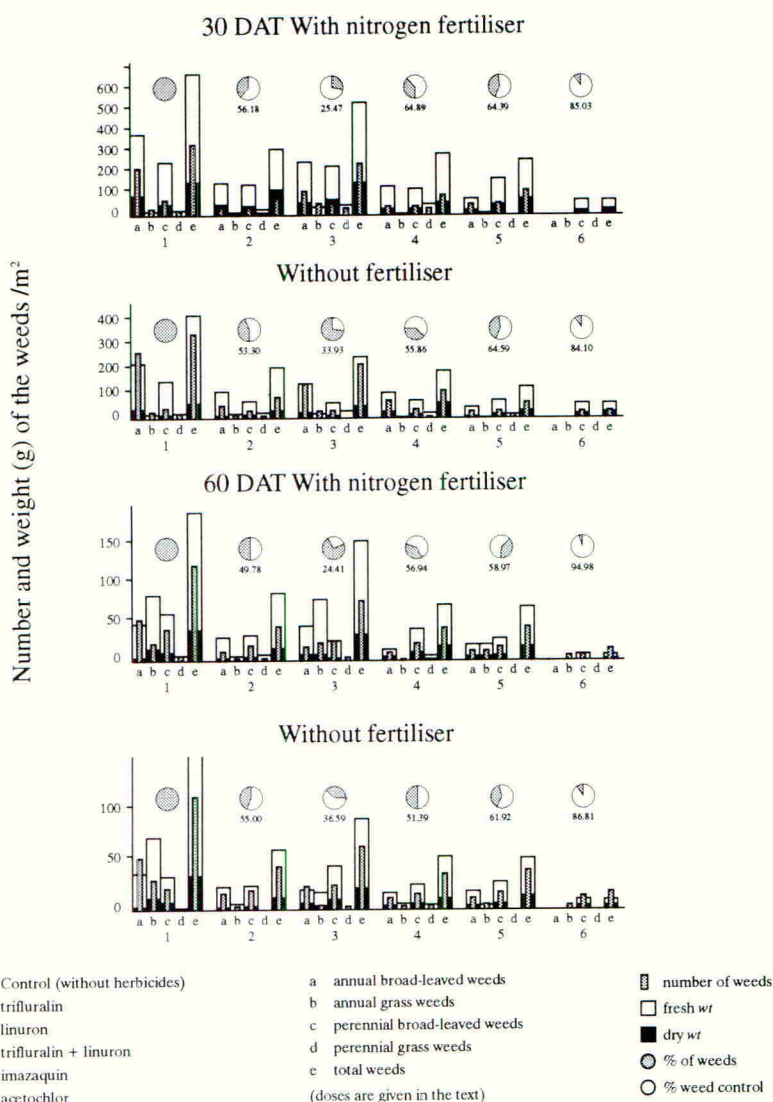 30 DAT With nitrogen fertiliser
600
500
400
300
200
100
0
56.18
25.47
64.89
64.39
85.03
a b c d e a b c d e a b c d e a b c d e a b c d e a b c d e
1 2 3 4 5 6
Without fertiliser
400
300
200
100
0
53.30
33.93
55.86
64.59
84.10
a b c d e a b c d e a b c d e a b c d e a b c d e a b c d e
1 2 3 4 5 6
Number and weight (g) of the weeds /m²
60 DAT With nitrogen fertiliser
150
100
50
0
49.78
24.41
56.94
58.97
94.98
a b c d e a b c d e a b c d e a b c d e a b c d e a b c d e
1 2 3 4 5 6
Without fertiliser
100
50
0
55.00
36.59
51.39
61.92
86.81
a b c d e a b c d e a b c d e a b c d e a b c d e a b c d e
1 2 3 4 5 6
Control (without herbicides)
trifluralin
linuron
trifluralin + linuron
imazaquin
acetochlor
a annual broad-leaved weeds
b annual grass weeds
c perennial broad-leaved weeds
d perennial grass weeds
e total weeds
(doses are given in the text)
number of weeds
fresh wt
dry wt
% of weeds
% weed control